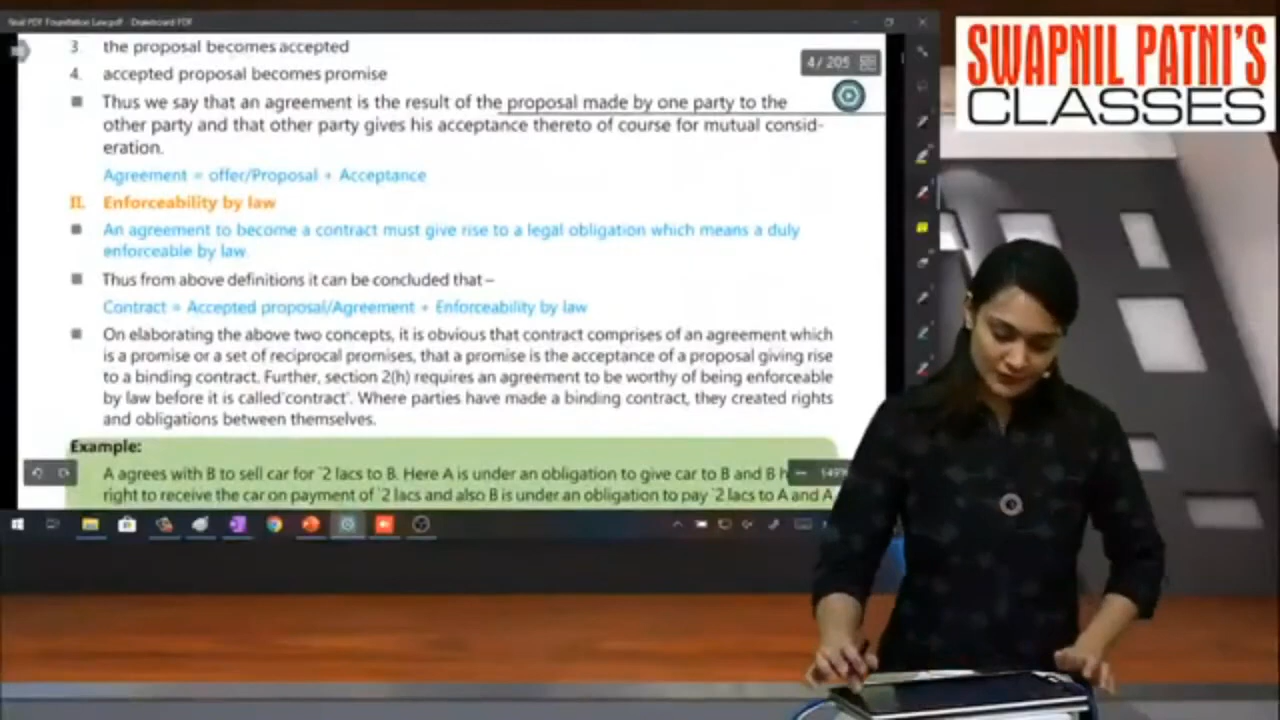 final PDF Foundation Law.pdf - Drawboard PDF
SWAPNIL PATNI'S
CLASSES
4 / 205
3. the proposal becomes accepted
4. accepted proposal becomes promise
Thus we say that an agreement is the result of the proposal made by one party to the
other party and that other party gives his acceptance thereto of course for mutual consid-
eration.
Agreement = offer/Proposal + Acceptance
II. Enforceability by law
An agreement to become a contract must give rise to a legal obligation which means a duly
enforceable by law.
Thus from above definitions it can be concluded that –
Contract = Accepted proposal/Agreement + Enforceability by law
On elaborating the above two concepts, it is obvious that contract comprises of an agreement which
is a promise or a set of reciprocal promises, that a promise is the acceptance of a proposal giving rise
to a binding contract. Further, section 2(h) requires an agreement to be worthy of being enforceable
by law before it is called 'contract'. Where parties have made a binding contract, they created rights
and obligations between themselves.
Example:
A agrees with B to sell car for `2 lacs to B. Here A is under an obligation to give car to B and B h
149%
right to receive the car on payment of `2 lacs and also B is under an obligation to pay `2 lacs to A and A